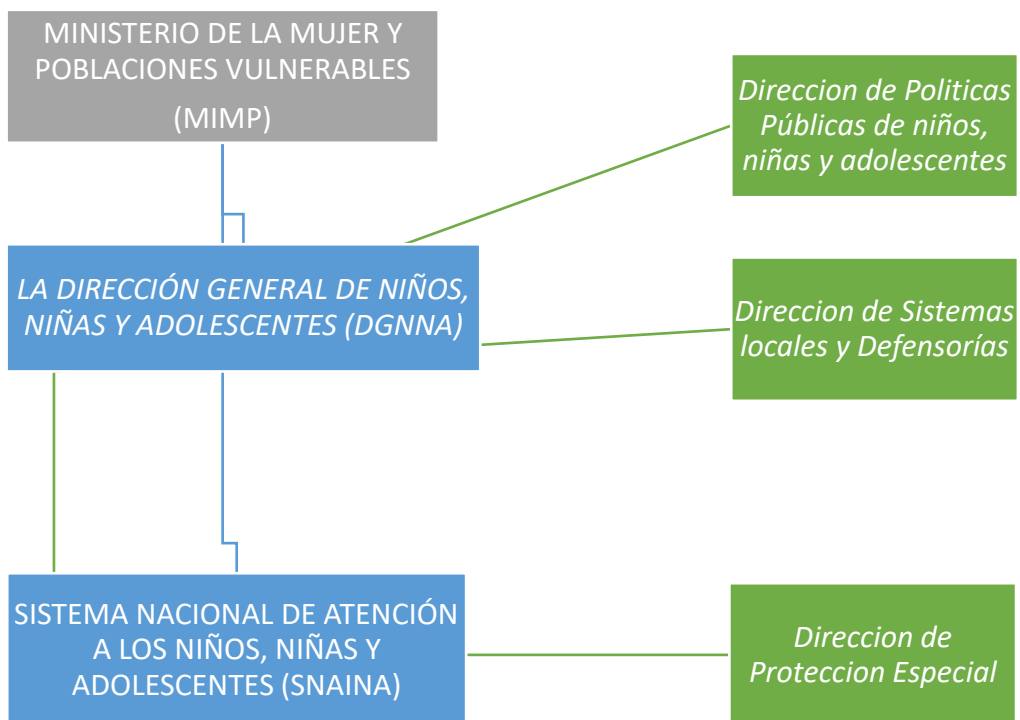 MINISTERIO DE LA MUJER Y
POBLACIONES VULNERABLES
(MIMP)
Direccion de Politicas
Públicas de niños,
niñas y adolescentes
LA DIRECCIÓN GENERAL DE NIÑOS,
NIÑAS Y ADOLESCENTES (DGNNA)
Direccion de Sistemas
locales y Defensorías
SISTEMA NACIONAL DE ATENCIÓN
A LOS NIÑOS, NIÑAS Y
ADOLESCENTES (SNAINA)
Direccion de
Proteccion Especial